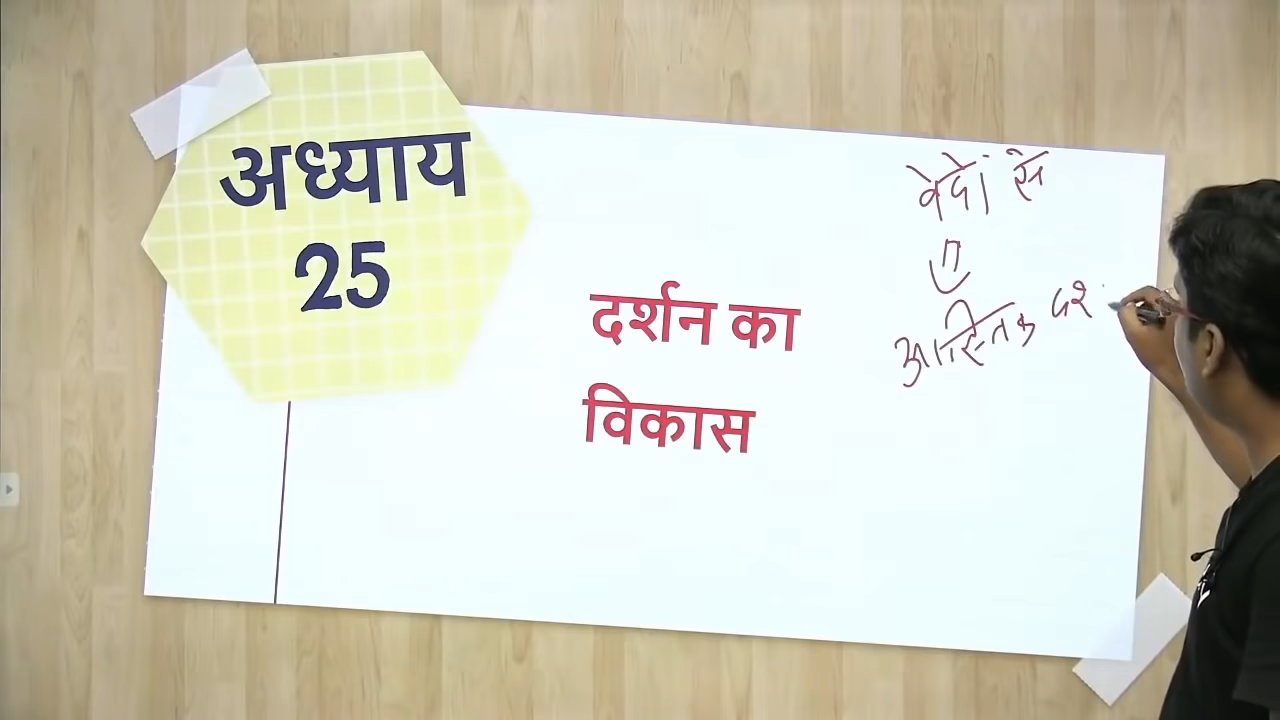 अध्याय
25
दर्शन का
विकास
वेदों से
आस्तिक